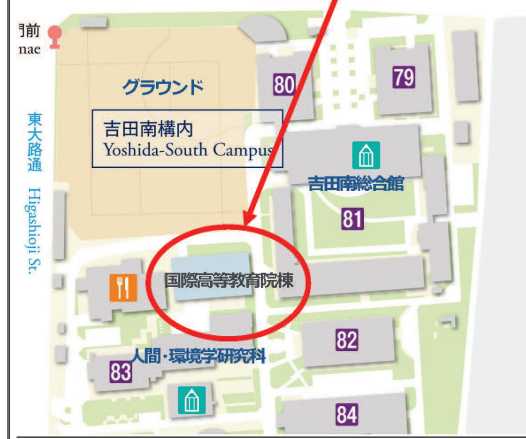 門前
nae
80
79
グラウンド
吉田南構内
Yoshida-South Campus
東大路通 Higashioji St.
吉田南総合館
81
国際高等教育院棟
人間・環境学研究科
82
83
84